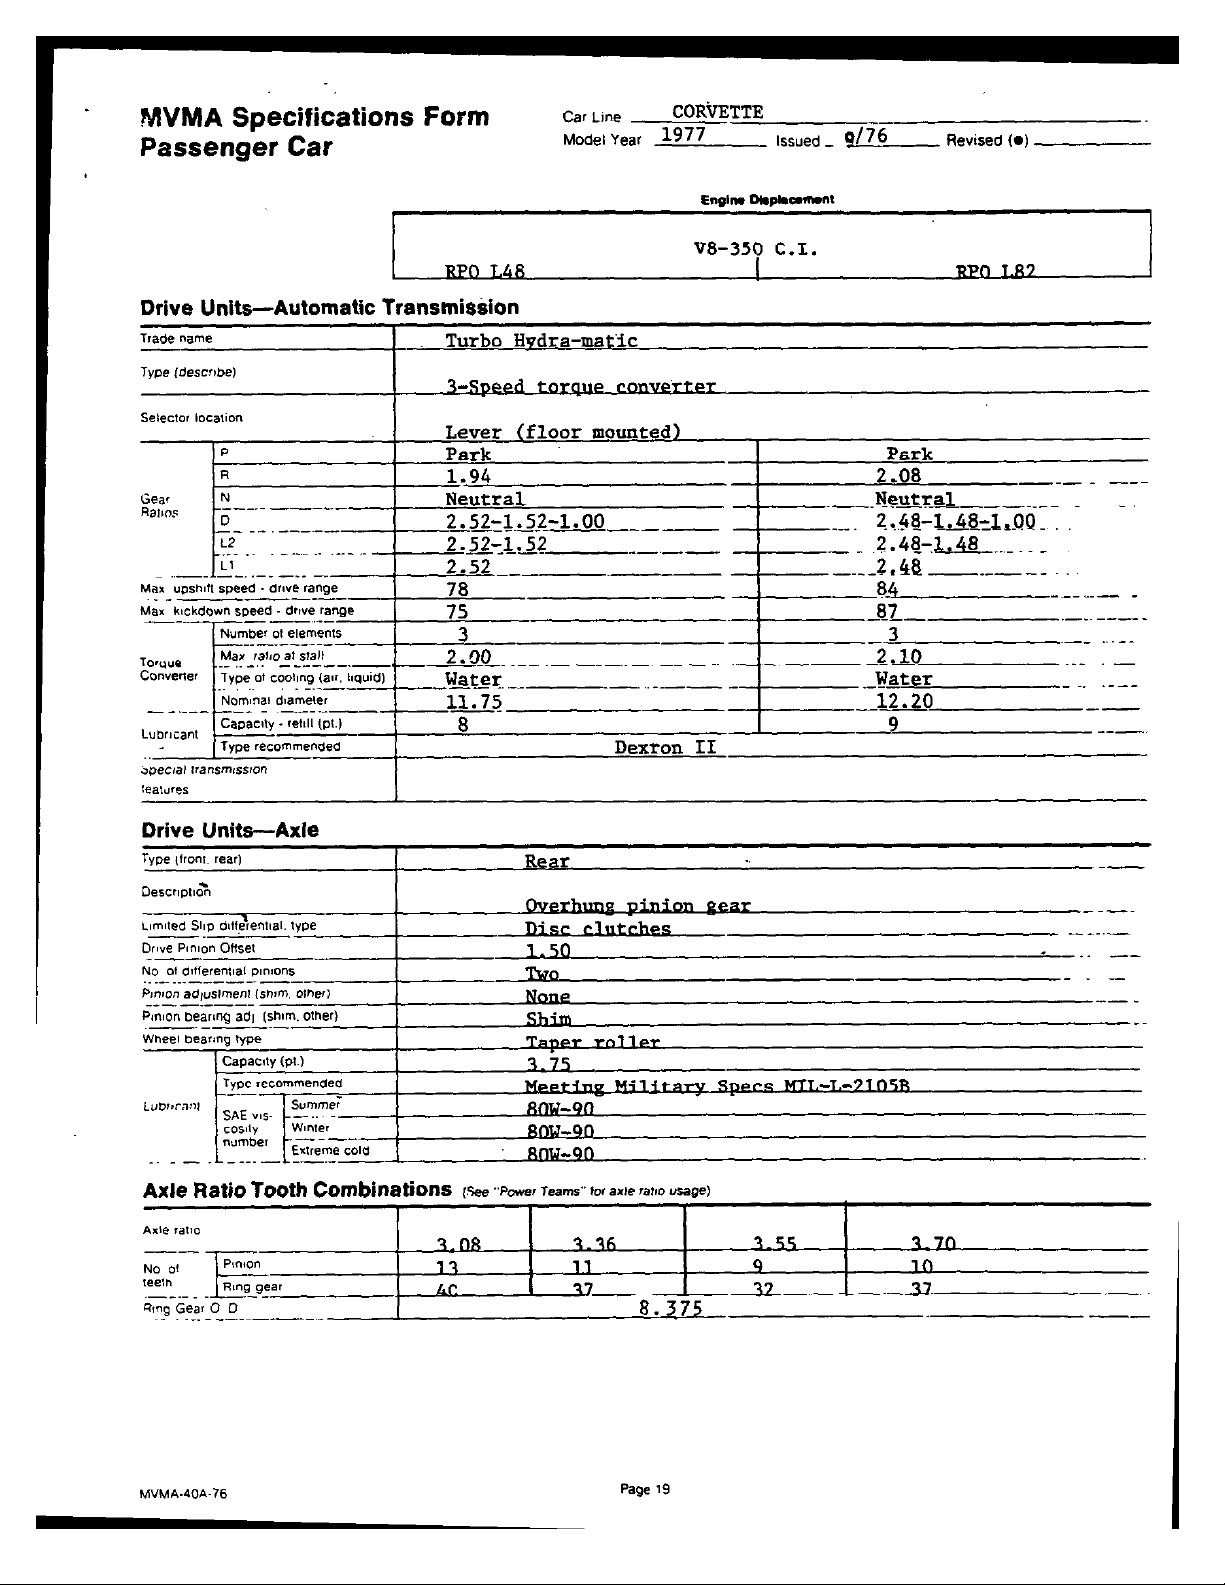 MVMA Specifications Form
Passenger Car
Car Line CORVETTE
Model Year 1977 Issued 9/76 Revised (●)
Engine Displacement
V8-350 C.I.
RPO L48 RPO L82
Drive Units—Automatic Transmission
Trade name Turbo Hydra-matic
Type (describe) 3-Speed torque converter
Selector location Lever (floor mounted)
Gear Ratios
P Park Park
R 1.94 2.08
N Neutral Neutral
D 2.52-1.52-1.00 2.48-1.48-1.00
L2 2.52-1.52 2.48-1.48
L1 2.52 2.48
Max upshift speed - drive range 78 84
Max kickdown speed - drive range 75 87
Torque Converter
Number of elements 3 3
Max ratio at stall 2.00 2.10
Type of cooling (air, liquid) Water Water
Nominal diameter 11.75 12.20
Lubricant
Capacity - refill (pt.) 8 9
Type recommended Dexron II
Special transmission
features
Drive Units—Axle
Type (front, rear) Rear
Description Overhung pinion gear
Limited Slip differential, type Disc clutches
Drive Pinion Offset 1.50
No of differential pinions Two
Pinion adjustment (shim, other) None
Pinion bearing adj (shim, other) Shim
Wheel bearing type Taper roller
Lubricant
Capacity (pt.) 3.75
Type recommended Meeting Military Specs MIL-L-2105B
SAE vis-
cosity
number
Summer 80W-90
Winter 80W-90
Extreme cold 80W-90
Axle Ratio Tooth Combinations (See "Power Teams" for axle ratio usage)
Axle ratio 3.08 3.36 3.55 3.70
No of
teeth
Pinion 13 11 9 10
Ring gear 40 37 32 37
Ring Gear O D 8.375
MVMA-40A-76
Page 19